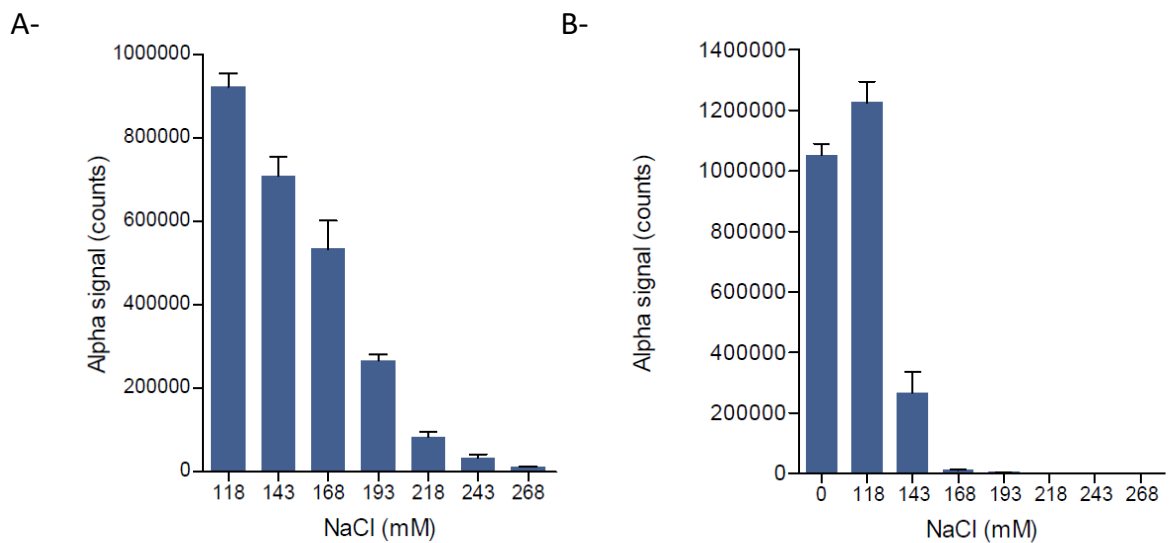 A-
Alpha signal (counts)
1000000
800000
600000
400000
200000
0
118 143 168 193 218 243 268
NaCl (mM)
B-
Alpha signal (counts)
1400000
1200000
1000000
800000
600000
400000
200000
0
0 118 143 168 193 218 243 268
NaCl (mM)